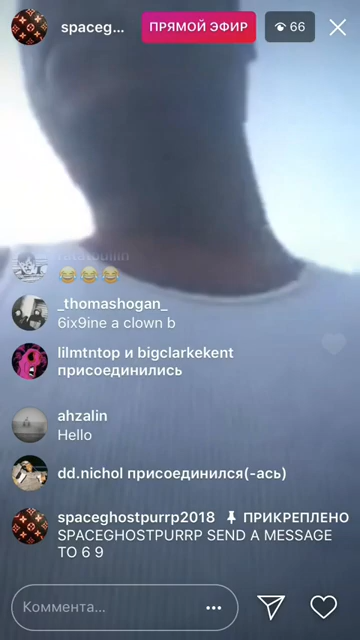 spaceg...
ПРЯМОЙ ЭФИР
66
😂😂😂
_thomashogan_
6ix9ine a clown b
lilmtntop и bigclarkekent
присоединились
ahzalin
Hello
dd.nichol присоединился(-ась)
spaceghostpurrp2018 ПРИКРЕПЛЕНО
SPACEGHOSTPURRP SEND A MESSAGE
TO 6 9
Коммента...